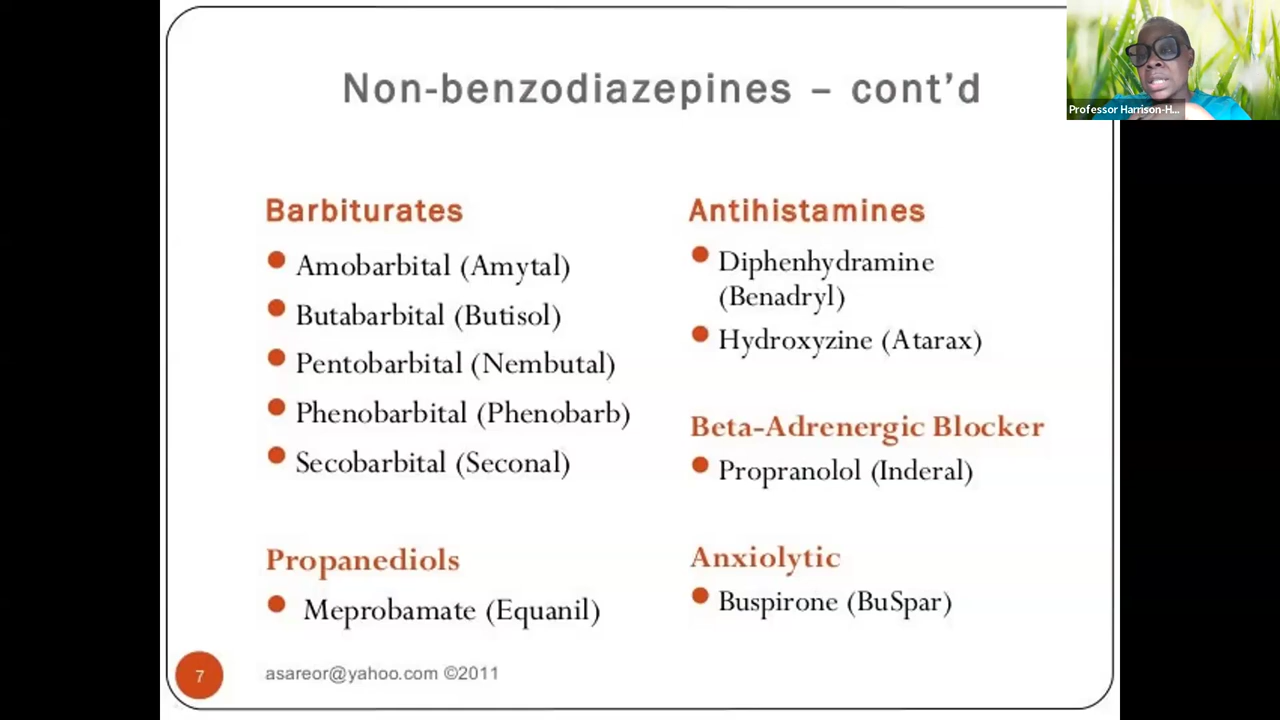 Non-benzodiazepines – cont’d
Barbiturates
Amobarbital (Amytal)
Butabarbital (Butisol)
Pentobarbital (Nembutal)
Phenobarbital (Phenobarb)
Secobarbital (Seconal)
Propanediols
Meprobamate (Equanil)
Antihistamines
Diphenhydramine
(Benadryl)
Hydroxyzine (Atarax)
Beta-Adrenergic Blocker
Propranolol (Inderal)
Anxiolytic
Buspirone (BuSpar)
7
asareor@yahoo.com ©2011
Professor Harrison-H...